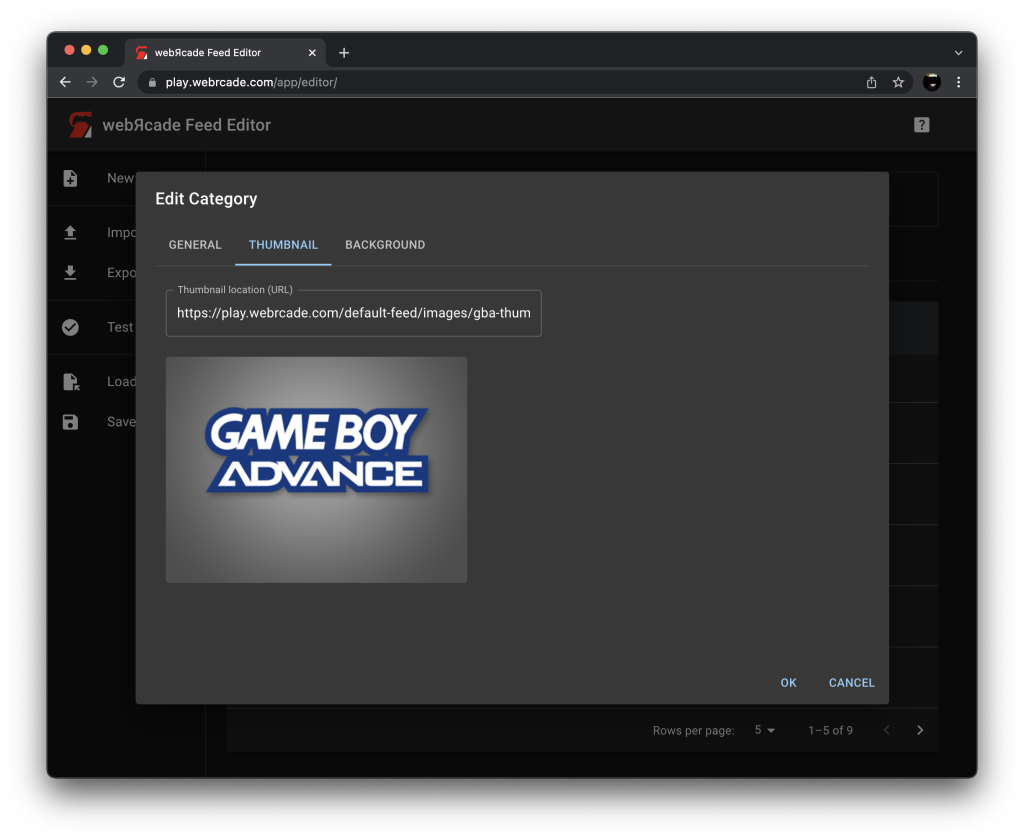 webЯcade Feed Editor
play.webrcade.com/app/editor/
webЯcade Feed Editor
?
New
Impo
Expo
Test
Load
Save
Edit Category
GENERAL THUMBNAIL BACKGROUND
Thumbnail location (URL)
https://play.webrcade.com/default-feed/images/gba-thum
GAME BOY
ADVANCE
OK CANCEL
Rows per page: 5 1–5 of 9